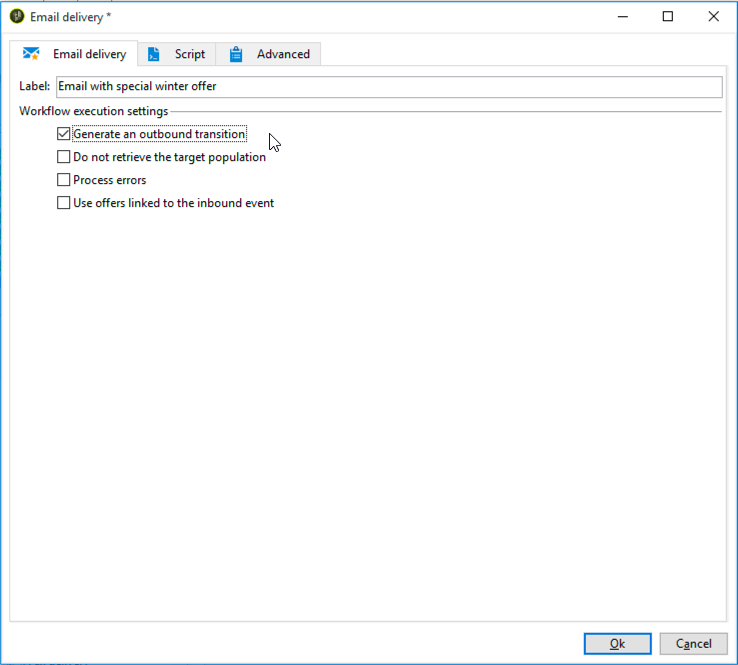 Email delivery *
Email delivery Script Advanced
Label: Email with special winter offer
Workflow execution settings
Generate an outbound transition
Do not retrieve the target population
Process errors
Use offers linked to the inbound event
Ok Cancel